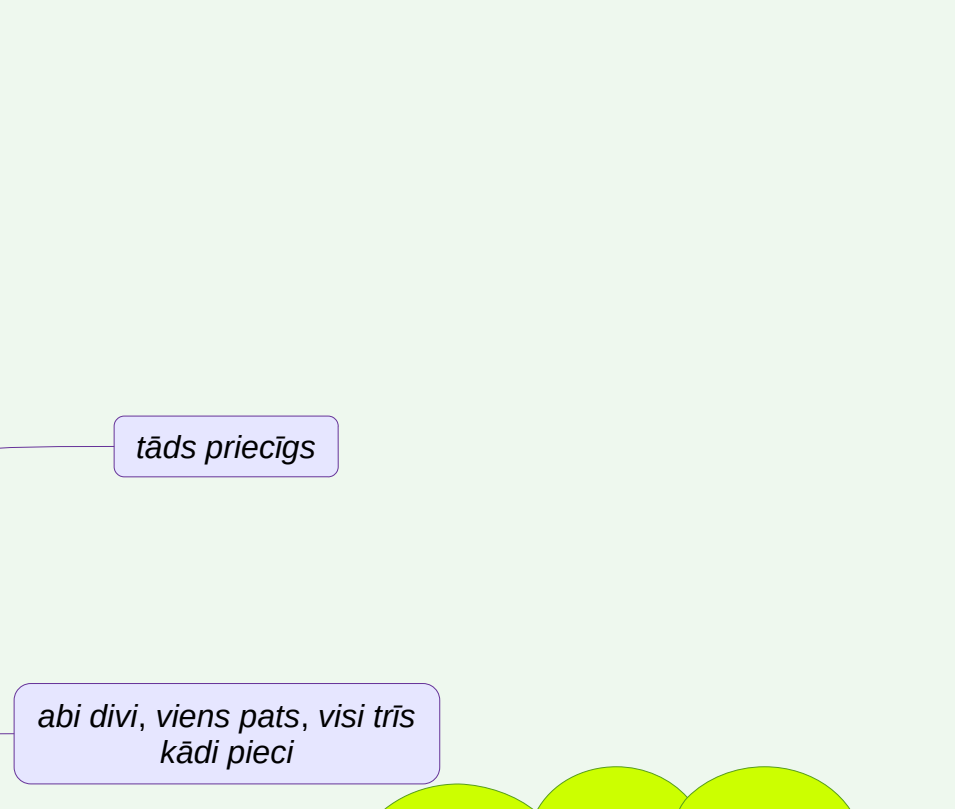 tāds priecīgs
abi divi, viens pats, visi trīs
kādi pieci